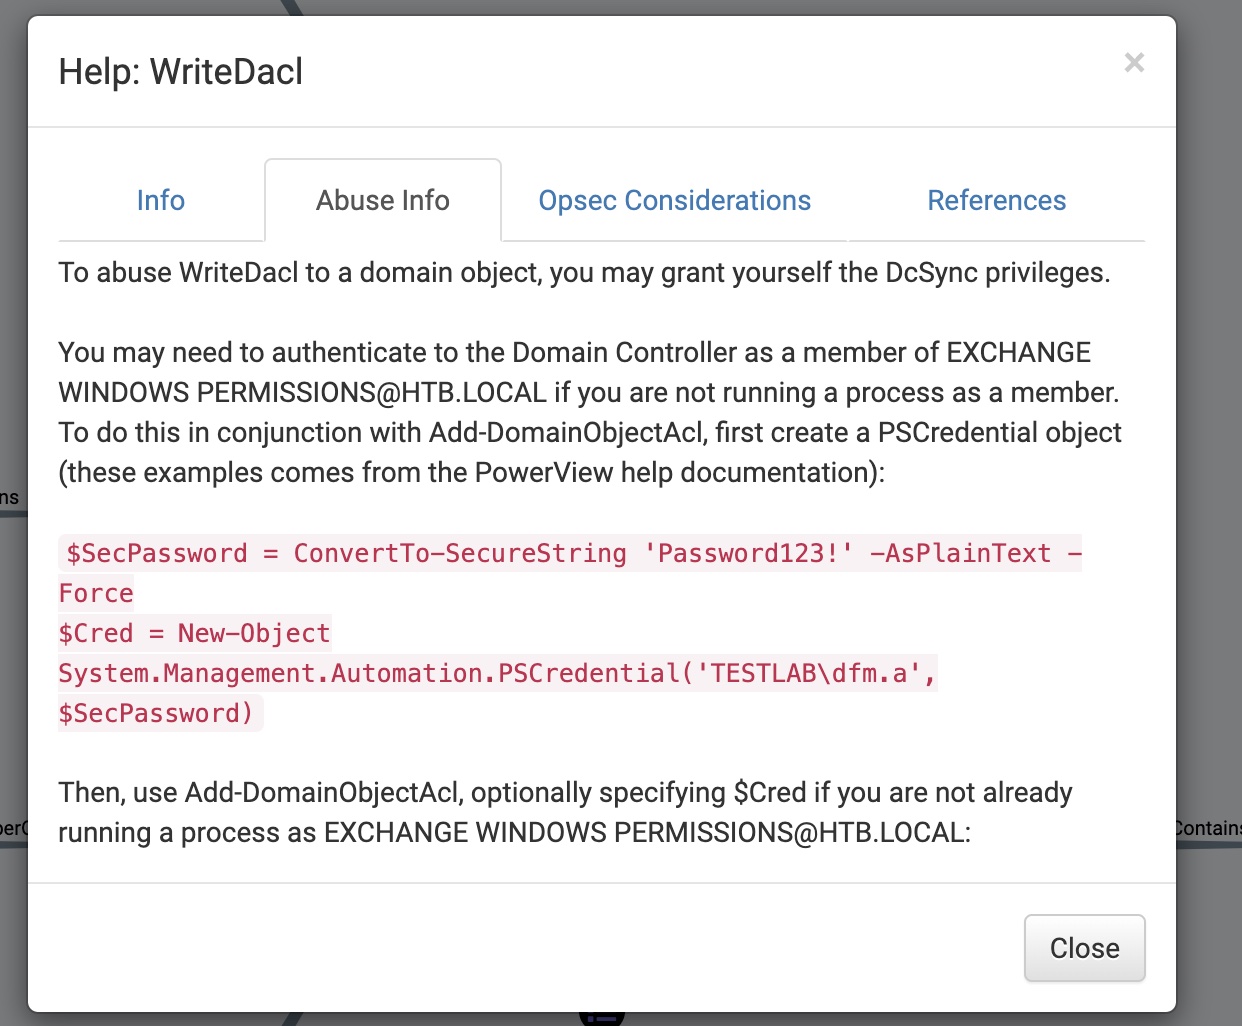 Help: WriteDacl
×
Info
Abuse Info
Opsec Considerations
References
To abuse WriteDacl to a domain object, you may grant yourself the DcSync privileges.
You may need to authenticate to the Domain Controller as a member of EXCHANGE
WINDOWS PERMISSIONS@HTB.LOCAL if you are not running a process as a member.
To do this in conjunction with Add-DomainObjectAcl, first create a PSCredential object
(these examples comes from the PowerView help documentation):
ns
$SecPassword = ConvertTo-SecureString 'Password123!' -AsPlainText -
Force
$Cred = New-Object
System.Management.Automation.PSCredential('TESTLAB\dfm.a',
$SecPassword)
Then, use Add-DomainObjectAcl, optionally specifying $Cred if you are not already
running a process as EXCHANGE WINDOWS PERMISSIONS@HTB.LOCAL:
Contains
Close